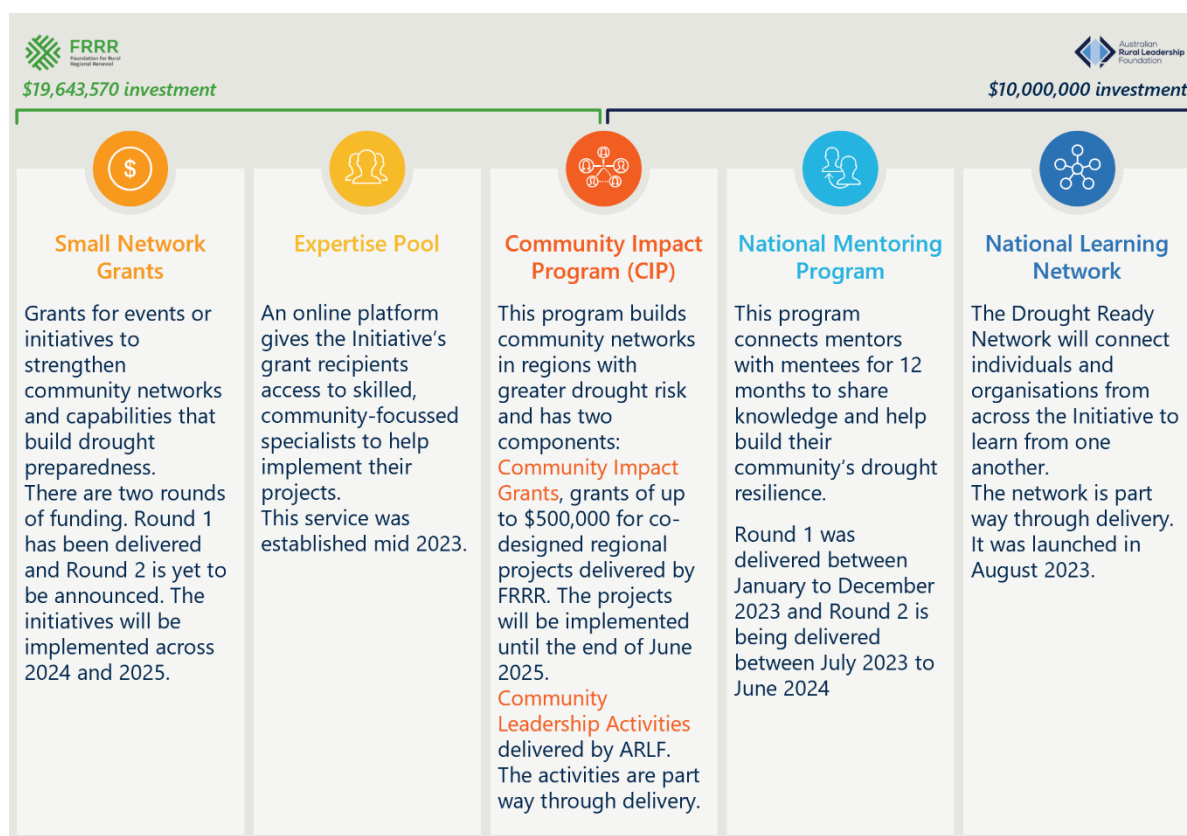 FRRR
Foundation for Rural
Regional Renewal
$19,643,570 investment
Australian
Rural Leadership
Foundation
$10,000,000 investment
$
Small Network
Grants
Grants for events or
initiatives to
strengthen
community networks
and capabilities that
build drought
preparedness.
There are two rounds
of funding. Round 1
has been delivered
and Round 2 is yet to
be announced. The
initiatives will be
implemented across
2024 and 2025.
Expertise Pool
An online platform
gives the Initiative’s
grant recipients
access to skilled,
community-focussed
specialists to help
implement their
projects.
This service was
established mid 2023.
Community Impact
Program (CIP)
This program builds
community networks
in regions with
greater drought risk
and has two
components:
Community Impact
Grants, grants of up
to $500,000 for co-
designed regional
projects delivered by
FRRR. The projects
will be implemented
until the end of June
2025.
Community
Leadership Activities
delivered by ARLF.
The activities are part
way through delivery.
National Mentoring
Program
This program
connects mentors
with mentees for 12
months to share
knowledge and help
build their
community’s drought
resilience.
Round 1 was
delivered between
January to December
2023 and Round 2 is
being delivered
between July 2023 to
June 2024
National Learning
Network
The Drought Ready
Network will connect
individuals and
organisations from
across the Initiative to
learn from one
another.
The network is part
way through delivery.
It was launched in
August 2023.